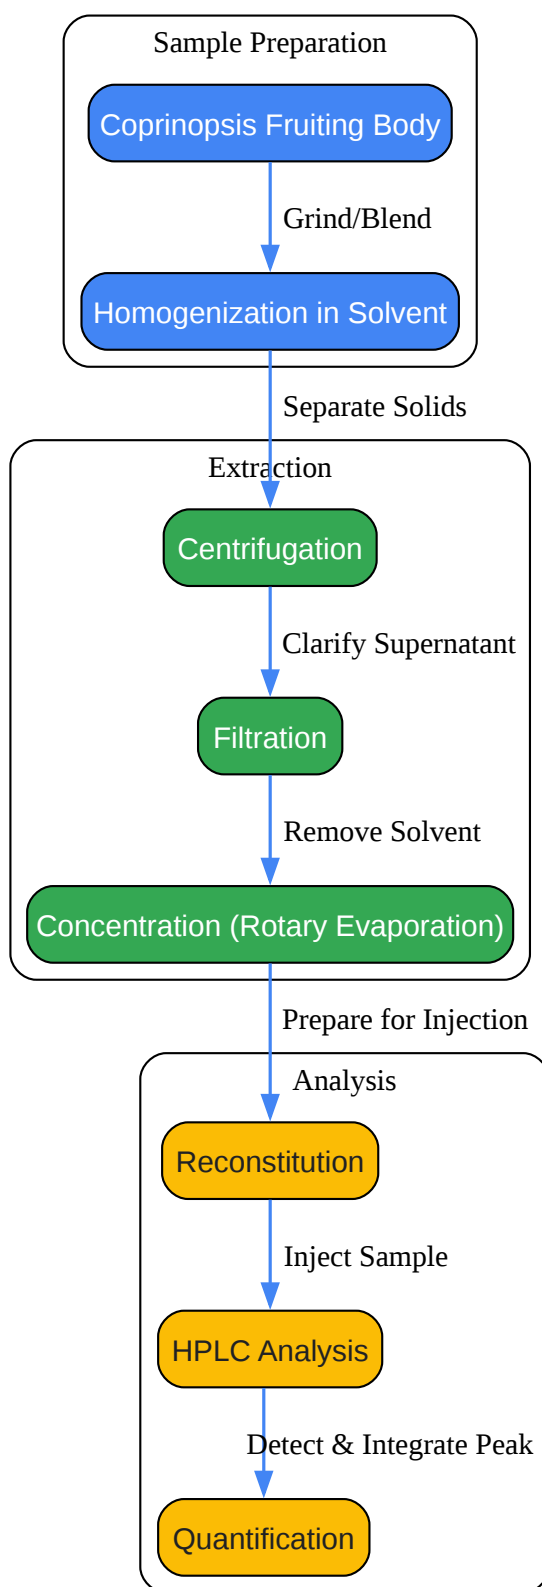 Sample Preparation
Coprinopsis Fruiting Body
Grind/Blend
Homogenization in Solvent
Separate Solids
Extraction
Centrifugation
Clarify Supernatant
Filtration
Remove Solvent
Concentration (Rotary Evaporation)
Prepare for Injection
Analysis
Reconstitution
Inject Sample
HPLC Analysis
Detect & Integrate Peak
Quantification